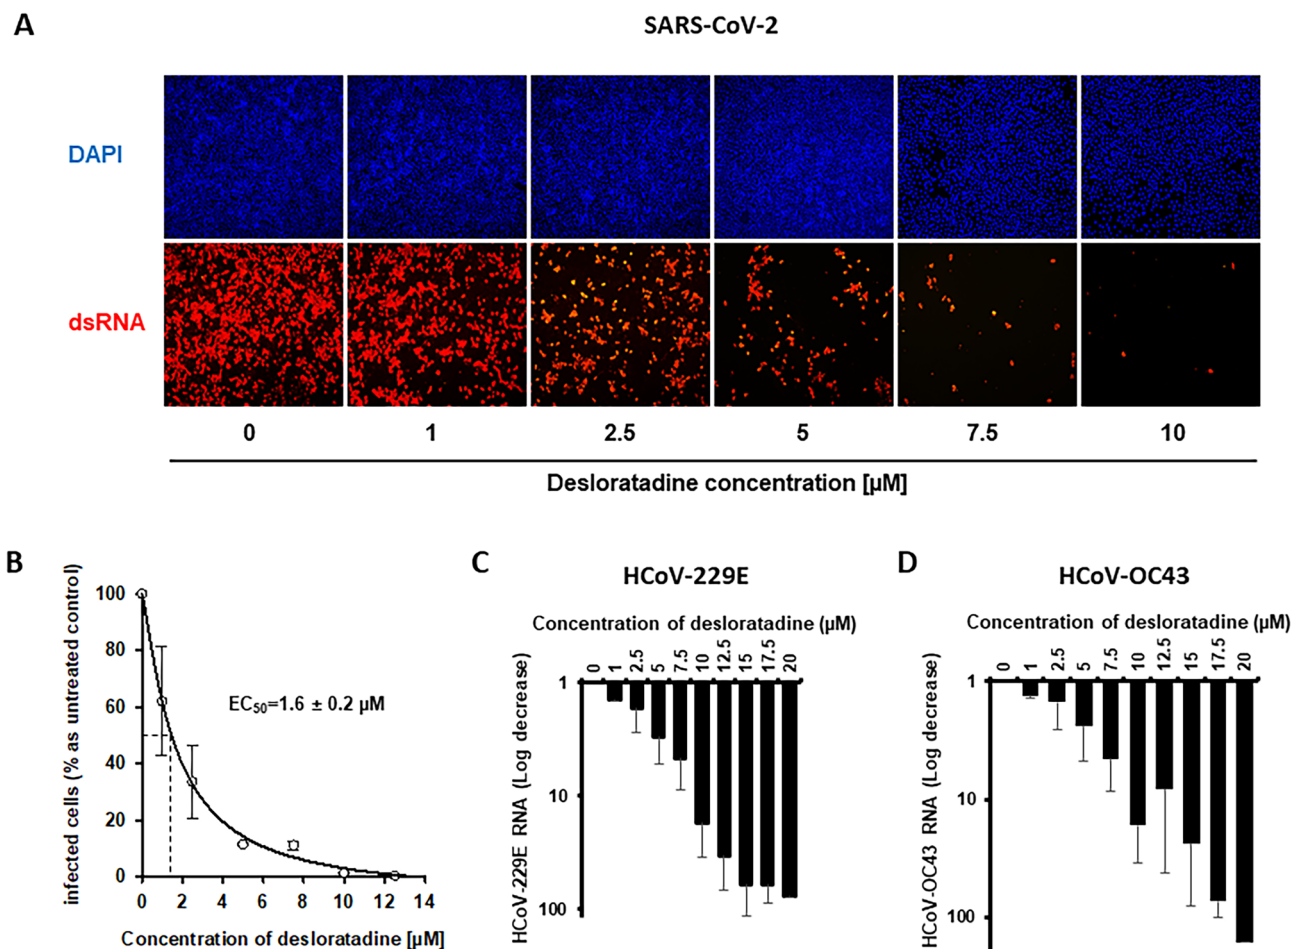 A
SARS-CoV-2
DAPI
dsRNA
0 1 2.5 5 7.5 10
Desloratadine concentration [µM]
B
infected cells (% as untreated control)
100
80
60
40
20
0
EC50=1.6 ± 0.2 µM
0 2 4 6 8 10 12 14
Concentration of desloratadine [µM]
C
HCoV-229E
Concentration of desloratadine (µM)
0 1 2.5 5 7.5 10 12.5 15 17.5 20
HCoV-229E RNA (Log decrease)
1
10
100
D
HCoV-OC43
Concentration of desloratadine (µM)
0 1 2.5 5 7.5 10 12.5 15 17.5 20
HCoV-OC43 RNA (Log decrease)
1
10
100